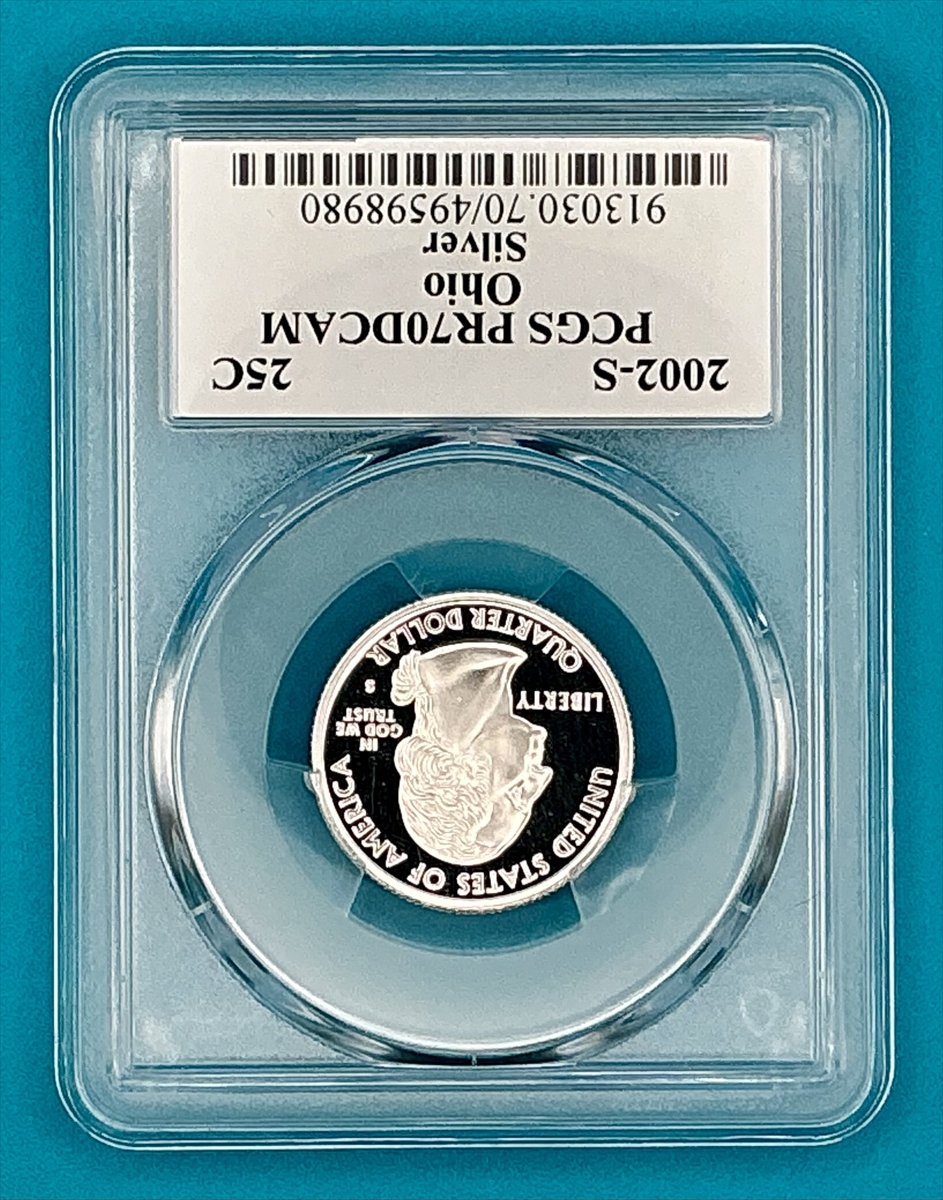 2002-S 25C
PCGS PR70DCAM
Ohio
Silver
913030.70/49598980
UNITED STATES OF AMERICA
LIBERTY
IN
GOD WE
TRUST
S
QUARTER DOLLAR